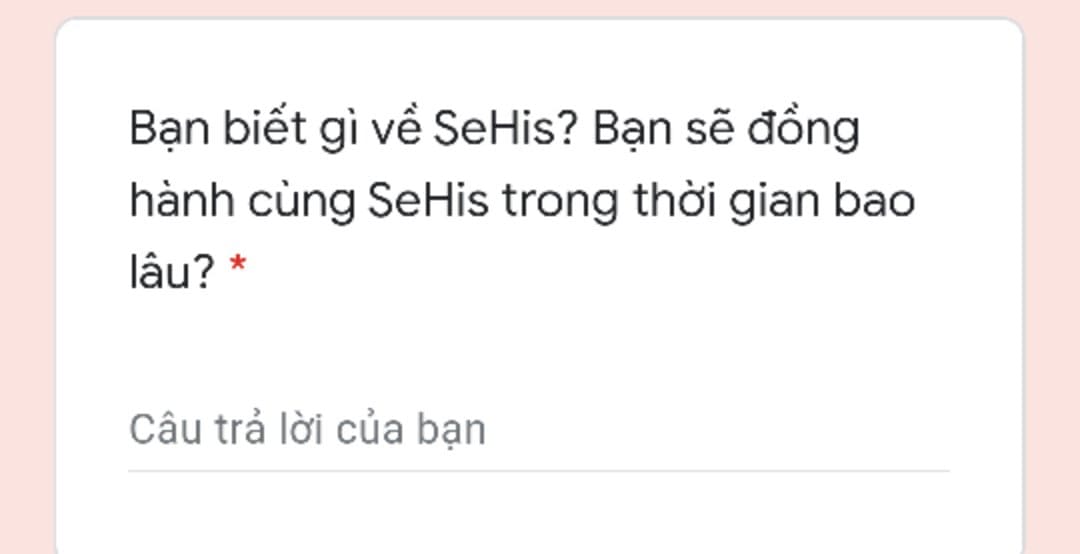 Bạn biết gì về SeHis? Bạn sẽ đồng
hành cùng SeHis trong thời gian bao
lâu? *
Câu trả lời của bạn